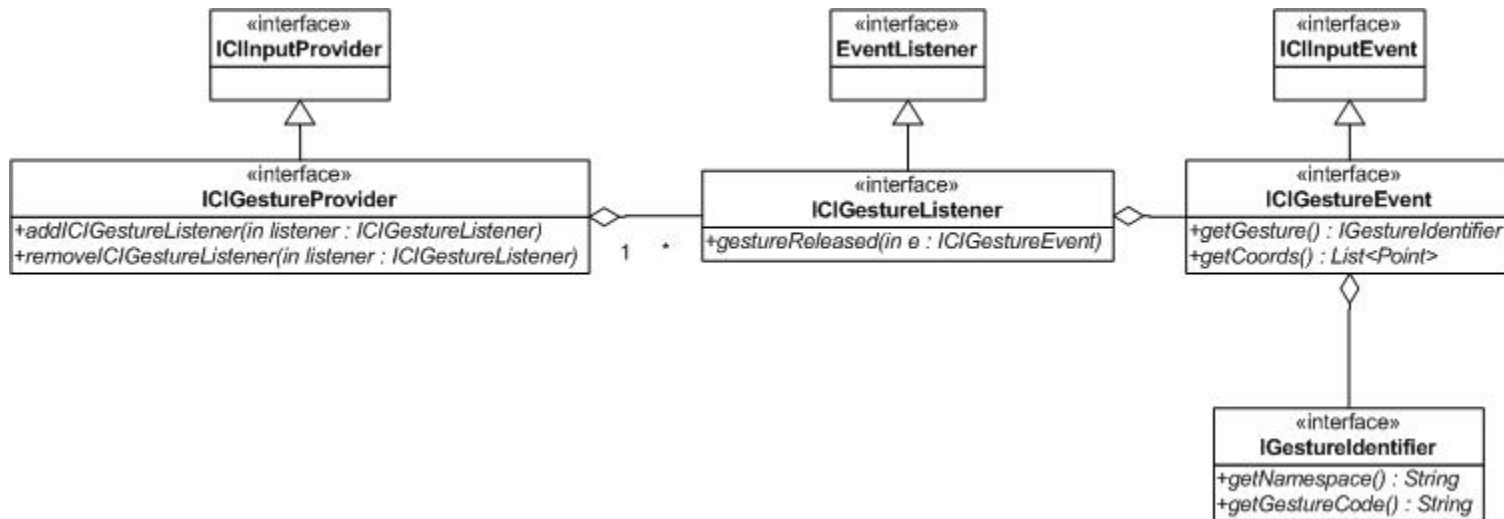 «interface»
ICIInputProvider
«interface»
EventListener
«interface»
ICIInputEvent
«interface»
ICIGestureProvider
+addICIGestureListener(in listener : ICIGestureListener)
+removeICIGestureListener(in listener : ICIGestureListener)
1
*
«interface»
ICIGestureListener
+gestureReleased(in e : ICIGestureEvent)
«interface»
ICIGestureEvent
+getGesture() : IGestureIdentifier
+getCoords() : List<Point>
«interface»
IGestureIdentifier
+getNamespace() : String
+getGestureCode() : String